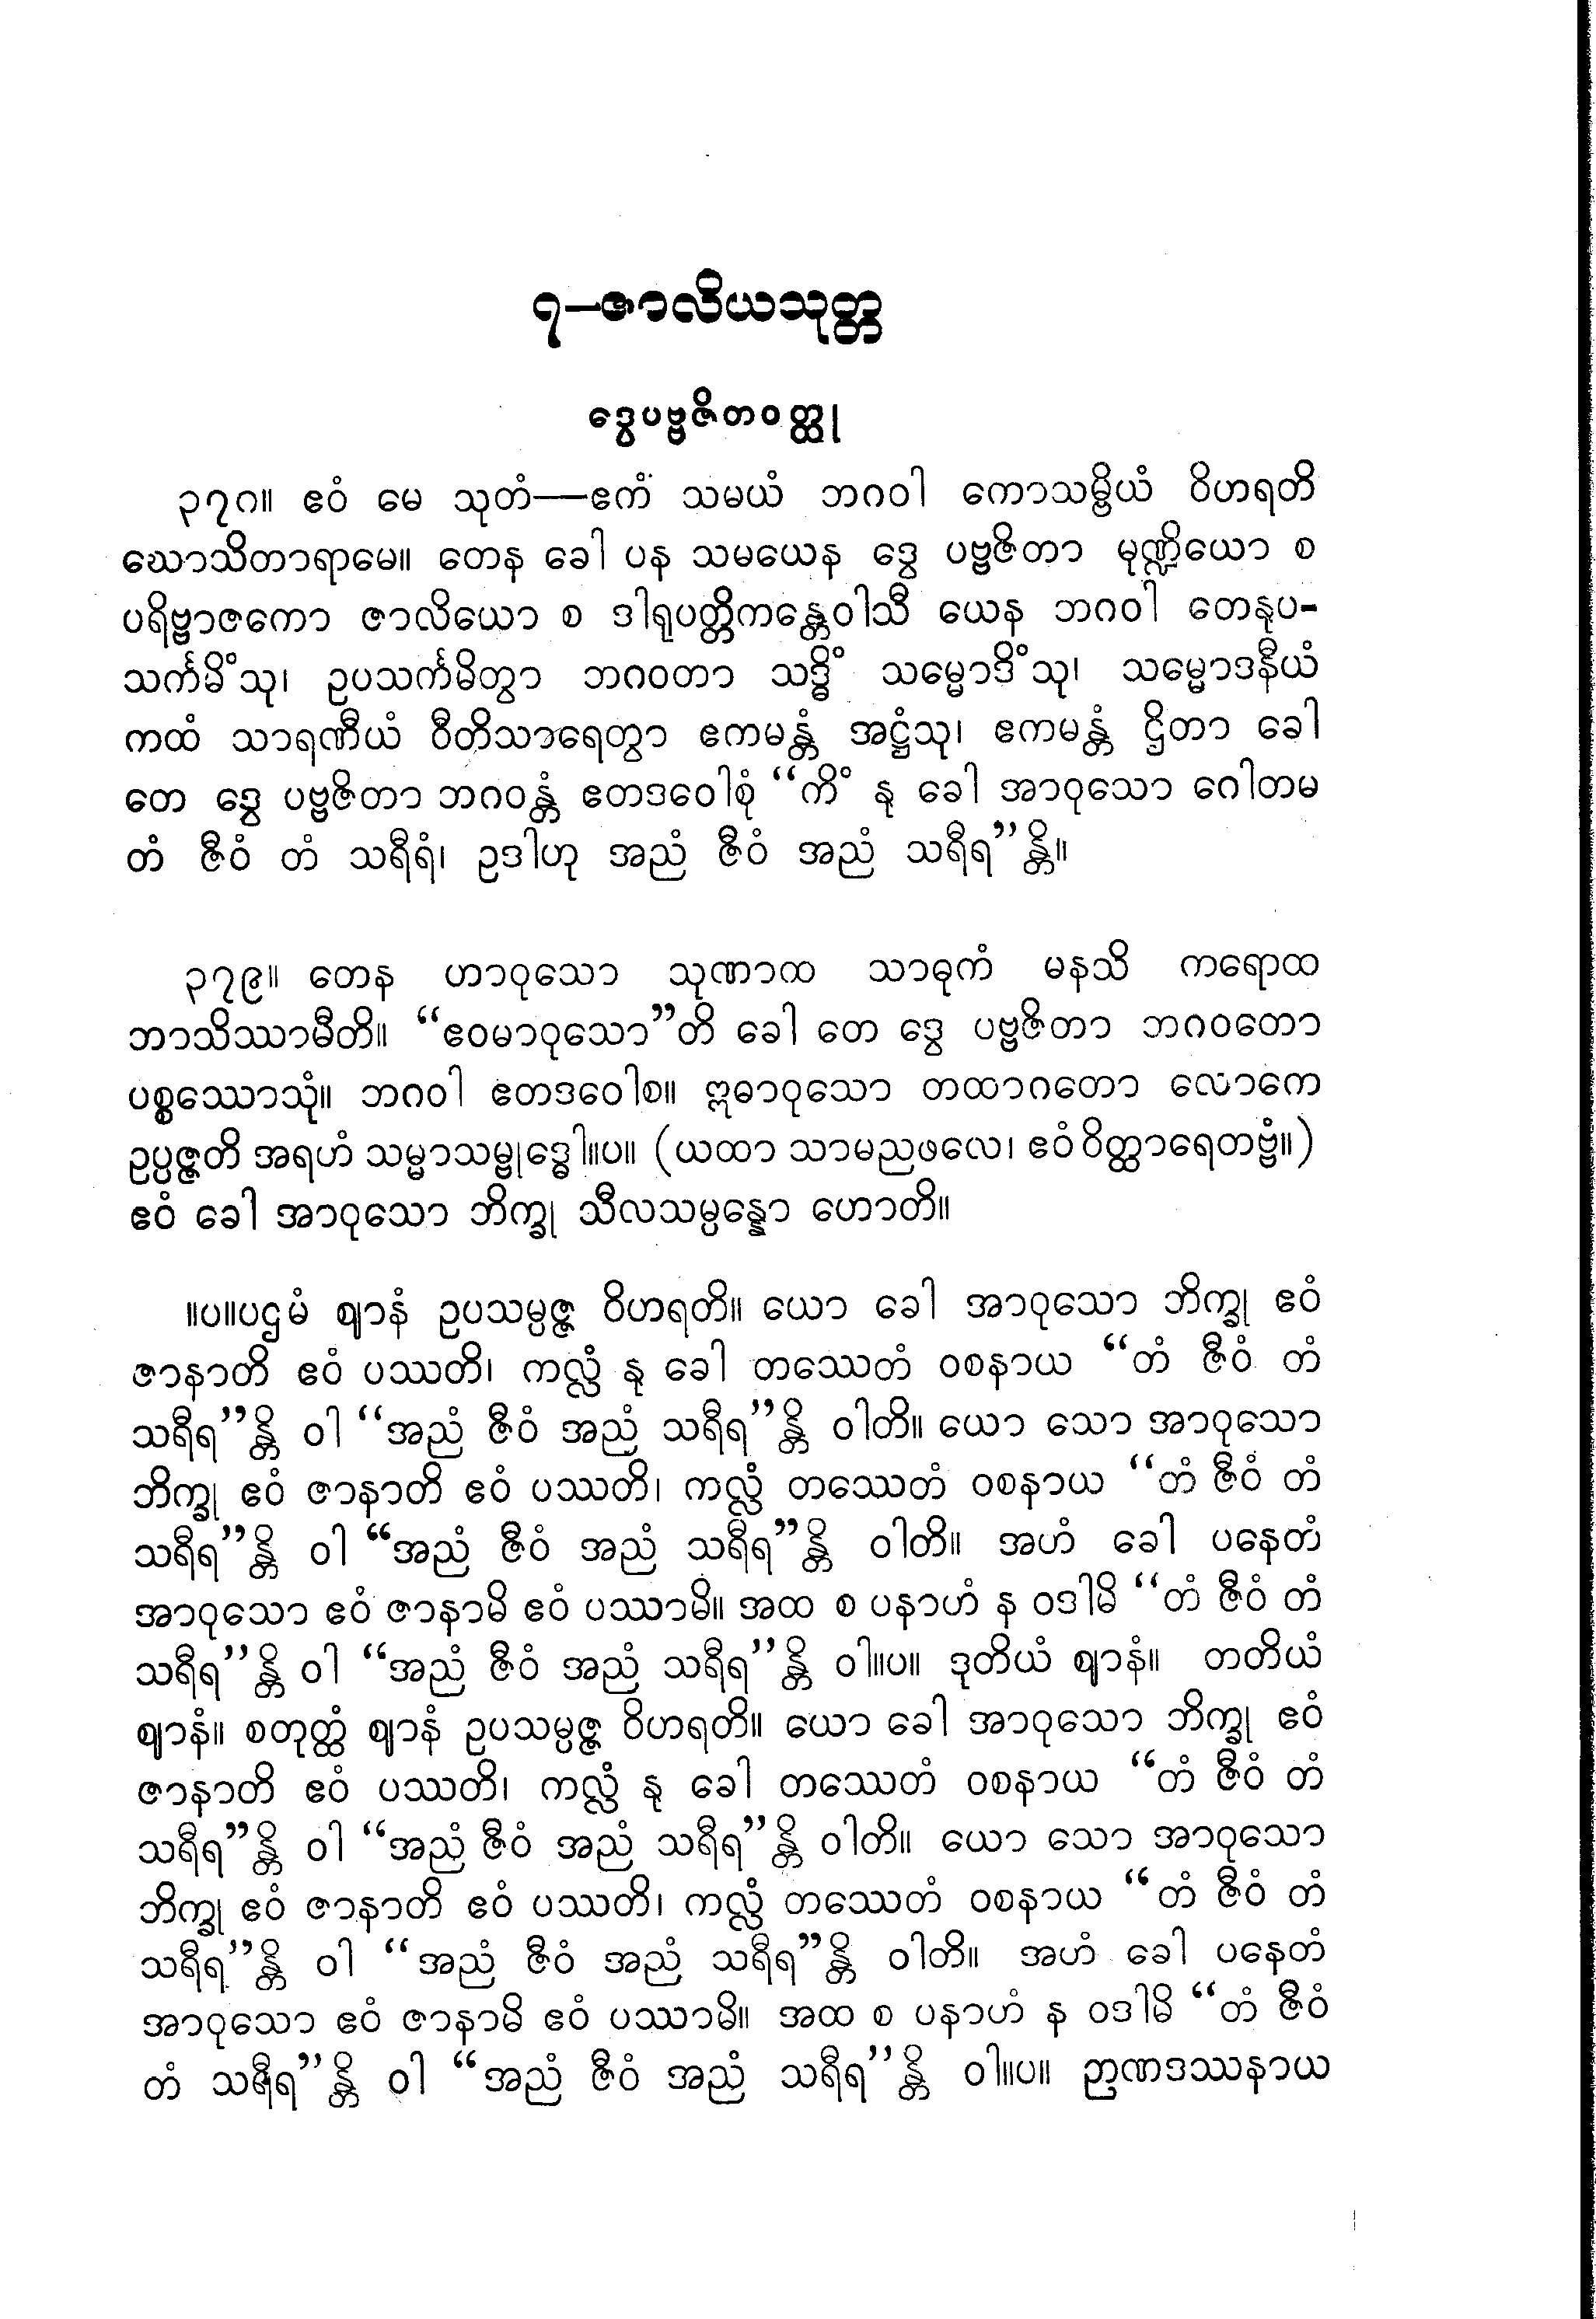 ၇—ဇာလိယသုတ္တ
ဒွေပဗ္ဗဇိတဝတ္ထု
၃၇၈။ ဧဝံ မေ သုတံ—ဧကံ သမယံ ဘဂဝါ ကောသမ္ဗိယံ ဝိဟရတိ
ဃောသိတာရာမေ။ တေန ခေါ ပန သမယေန ဒွေ ပဗ္ဗဇိတာ မုဏ္ဍိယော စ
ပရိဗ္ဗာဇကော ဇာလိယော စ ဒါရုပတ္တိကန္တေဝါသီ ယေန ဘဂဝါ တေနုပ-
သင်္ကမိံသု၊ ဥပသင်္ကမိတွာ ဘဂဝတာ သဒ္ဓိံ သမ္မောဒိံသု၊ သမ္မောဒနီယံ
ကထံ သာရဏီယံ ဝီတိသာရေတွာ ဧကမန္တံ အဋ္ဌံသု၊ ဧကမန္တံ ဌိတာ ခေါ
တေ ဒွေ ပဗ္ဗဇိတာ ဘဂဝန္တံ ဧတဒဝေါစုံ “ကိံ နု ခေါ အာဝုသော ဂေါတမ
တံ ဇီဝံ တံ သရီရံ၊ ဥဒါဟု အညံ ဇီဝံ အညံ သရီရ”န္တိ။
၃၇၉။ တေန ဟာဝုသော သုဏာထ သာဓုကံ မနသိ ကရောထ
ဘာသိဿာမီတိ။ “ဧဝမာဝုသော”တိ ခေါ တေ ဒွေ ပဗ္ဗဇိတာ ဘဂဝတော
ပစ္စဿောသုံ။ ဘဂဝါ ဧတဒဝေါစ။ ဣဓာဝုသော တထာဂတော လောကေ
ဥပ္ပဇ္ဇတိ အရဟံ သမ္မာသမ္ဗုဒ္ဓေါ။ပ။ (ယထာ သာမညဖလေ၊ ဧဝံ ဝိတ္ထာရေတဗ္ဗံ။)
ဧဝံ ခေါ အာဝုသော ဘိက္ခု သီလသမ္ပန္နော ဟောတိ။
။ပ။ပဌမံ ဈာနံ ဥပသမ္ပဇ္ဇ ဝိဟရတိ။ ယော ခေါ အာဝုသော ဘိက္ခု ဧဝံ
ဇာနာတိ ဧဝံ ပဿတိ၊ ကလ္လံ နု ခေါ တဿေတံ ဝစနာယ “တံ ဇီဝံ တံ
သရီရ”န္တိ ဝါ “အညံ ဇီဝံ အညံ သရီရ”န္တိ ဝါတိ။ ယော သော အာဝုသော
ဘိက္ခု ဧဝံ ဇာနာတိ ဧဝံ ပဿတိ၊ ကလ္လံ တဿေတံ ဝစနာယ “တံ ဇီဝံ တံ
သရီရ”န္တိ ဝါ “အညံ ဇီဝံ အညံ သရီရ”န္တိ ဝါတိ။ အဟံ ခေါ ပနေတံ
အာဝုသော ဧဝံ ဇာနာမိ ဧဝံ ပဿာမိ။ အထ စ ပနာဟံ န ဝဒါမိ “တံ ဇီဝံ တံ
သရီရ”န္တိ ဝါ “အညံ ဇီဝံ အညံ သရီရ”န္တိ ဝါ။ပ။ ဒုတိယံ ဈာနံ။ တတိယံ
ဈာနံ။ စတုတ္ထံ ဈာနံ ဥပသမ္ပဇ္ဇ ဝိဟရတိ။ ယော ခေါ အာဝုသော ဘိက္ခု ဧဝံ
ဇာနာတိ ဧဝံ ပဿတိ၊ ကလ္လံ နု ခေါ တဿေတံ ဝစနာယ “တံ ဇီဝံ တံ
သရီရ”န္တိ ဝါ “အညံ ဇီဝံ အညံ သရီရ”န္တိ ဝါတိ။ ယော သော အာဝုသော
ဘိက္ခု ဧဝံ ဇာနာတိ ဧဝံ ပဿတိ၊ ကလ္လံ တဿေတံ ဝစနာယ “တံ ဇီဝံ တံ
သရီရ”န္တိ ဝါ “အညံ ဇီဝံ အညံ သရီရ”န္တိ ဝါတိ။ အဟံ ခေါ ပနေတံ
အာဝုသော ဧဝံ ဇာနာမိ ဧဝံ ပဿာမိ။ အထ စ ပနာဟံ န ဝဒါမိ “တံ ဇီဝံ
တံ သရီရ”န္တိ ဝါ “အညံ ဇီဝံ အညံ သရီရ”န္တိ ဝါ။ပ။ ဉာဏဒဿနာယ